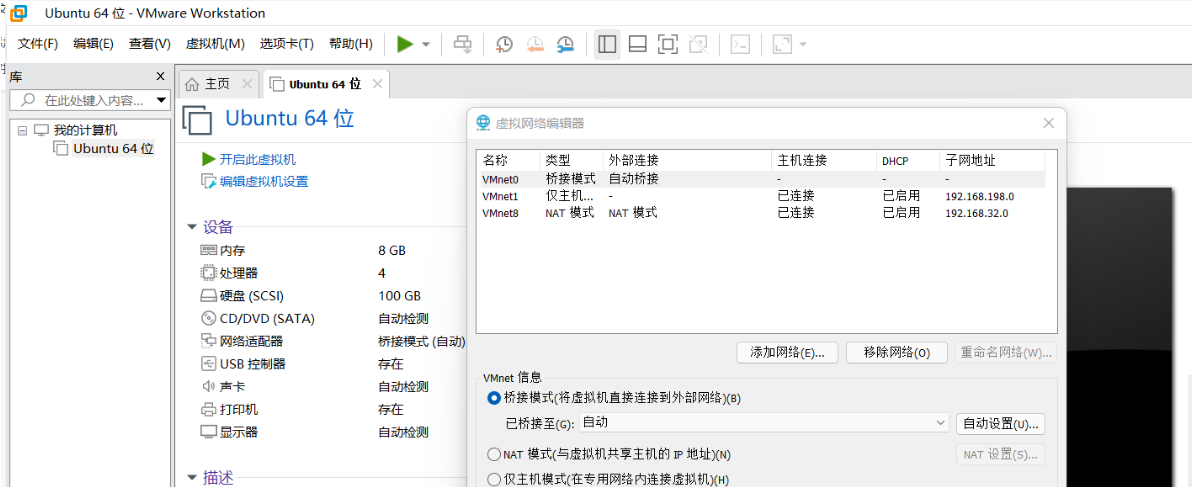 Ubuntu 64 位 - VMware Workstation
文件(F) 编辑(E) 查看(V) 虚拟机(M) 选项卡(T) 帮助(H)
库 x
在此处键入内容...
我的计算机
Ubuntu 64 位
主页 Ubuntu 64 位
Ubuntu 64 位
开启此虚拟机
编辑虚拟机设置
设备
内存 8 GB
处理器 4
硬盘 (SCSI) 100 GB
CD/DVD (SATA) 自动检测
网络适配器 桥接模式 (自动)
USB 控制器 存在
声卡 自动检测
打印机 存在
显示器 自动检测
描述
虚拟网络编辑器
名称 类型 外部连接 主机连接 DHCP 子网地址
VMnet0 桥接模式 自动桥接 - - -
VMnet1 仅主机... - 已连接 已启用 192.168.198.0
VMnet8 NAT 模式 NAT 模式 已连接 已启用 192.168.32.0
添加网络(E)... 移除网络(O) 重命名网络(W)...
VMnet 信息
桥接模式(将虚拟机直接连接到外部网络)(B)
已桥接至(G): 自动 自动设置(U)...
NAT 模式(与虚拟机共享主机的 IP 地址)(N) NAT 设置(S)...
仅主机模式(在专用网络内连接虚拟机)(H)